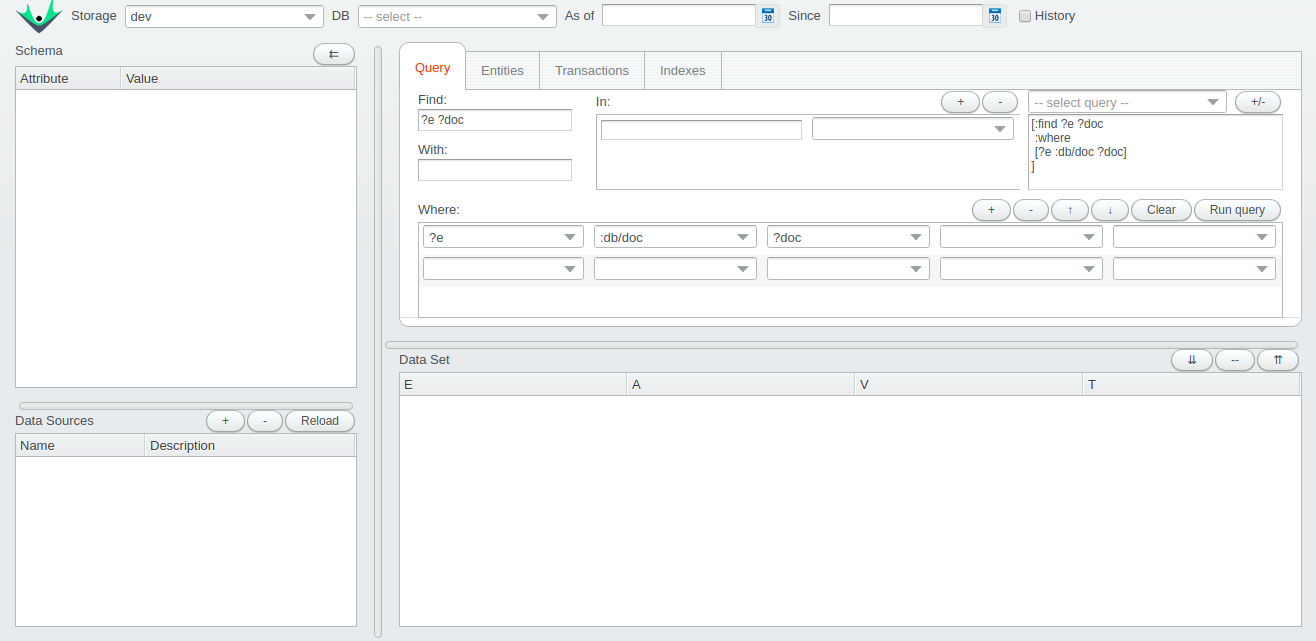 Storage dev DB -- select -- As of 30 Since 30 History
Schema ⇇
Attribute Value
Query Entities Transactions Indexes
Find:
?e ?doc
With:
In: + -
-- select query -- +/-
[:find ?e ?doc
:where
[?e :db/doc ?doc]
]
Where: + - ↑ ↓ Clear Run query
?e :db/doc ?doc
Data Sources + - Reload
Name Description
Data Set ⇊ -- ⇈
E A V T